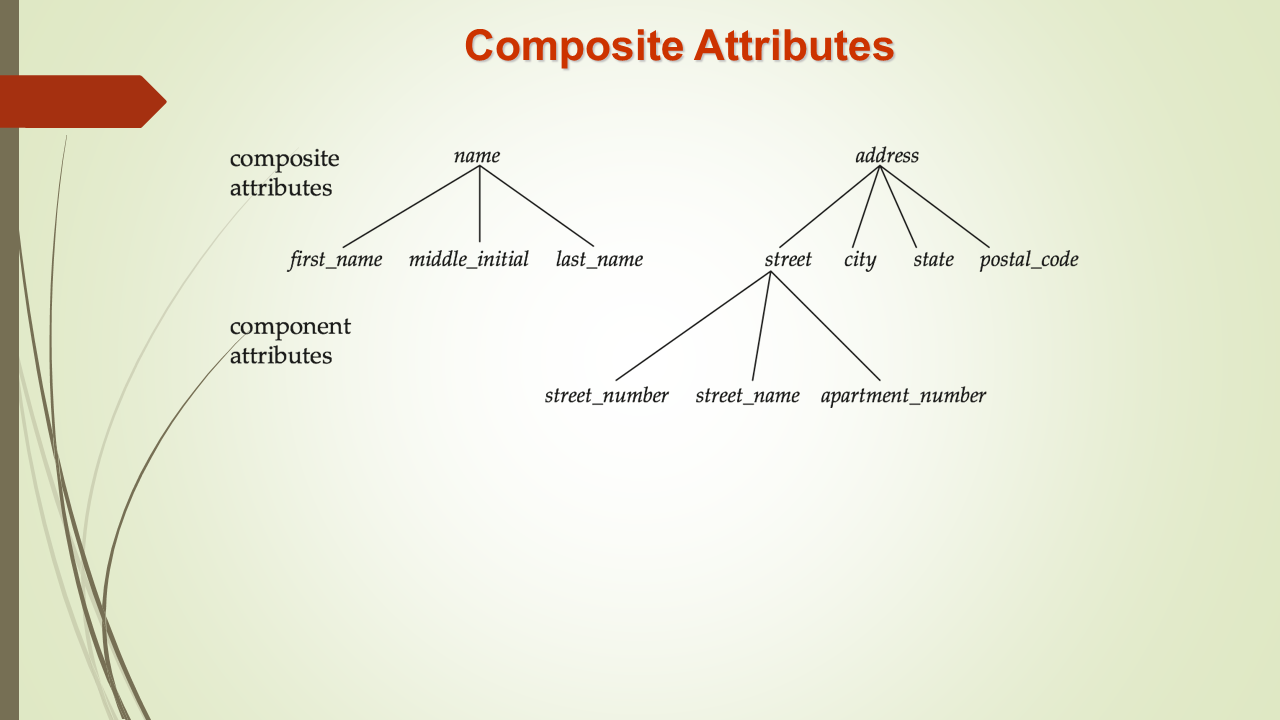 Composite Attributes
composite
attributes
name
address
first_name middle_initial last_name
street city state postal_code
component
attributes
street_number street_name apartment_number